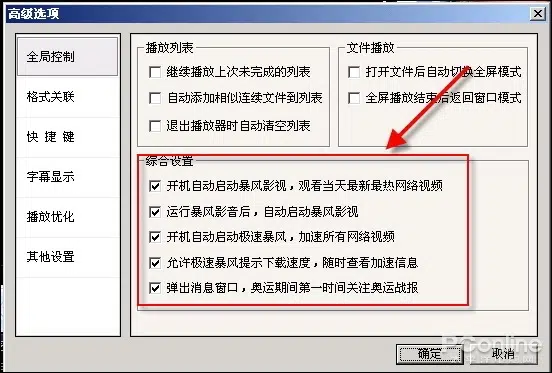 高级选项
全局控制
格式关联
快 捷 键
字幕显示
播放优化
其他设置
播放列表
继续播放上次未完成的列表
自动添加相似连续文件到列表
退出播放器时自动清空列表
文件播放
打开文件后自动切换全屏模式
全屏播放结束后返回窗口模式
综合设置
开机自动启动暴风影视，观看当天最新最热网络视频
运行暴风影音后，自动启动暴风影视
开机自动启动极速暴风，加速所有网络视频
允许极速暴风提示下载速度，随时查看加速信息
弹出消息窗口，奥运期间第一时间关注奥运战报
确定
取消
PConline